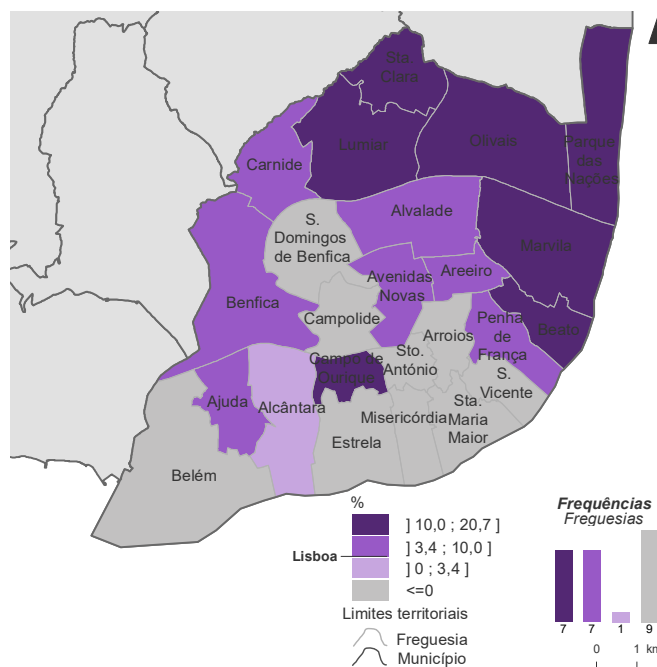 Sta.
Clara
Lumiar
Olivais
Parque
das
Nações
Carnide
Alvalade
S.
Domingos
de Benfica
Marvila
Avenidas
Novas
Areeiro
Benfica
Campolide
Arroios
Penha
de
França
Beato
Campo de
Ourique
Sto.
António
S.
Vicente
Ajuda
Alcântara
Misericórdia
Sta.
Maria
Maior
Estrela
Belém
%
] 10,0 ; 20,7 ]
] 3,4 ; 10,0 ]
Lisboa
] 0 ; 3,4 ]
<=0
Limites territoriais
Freguesia
Município
Frequências
Freguesias
7 7 1 9
0 1 km